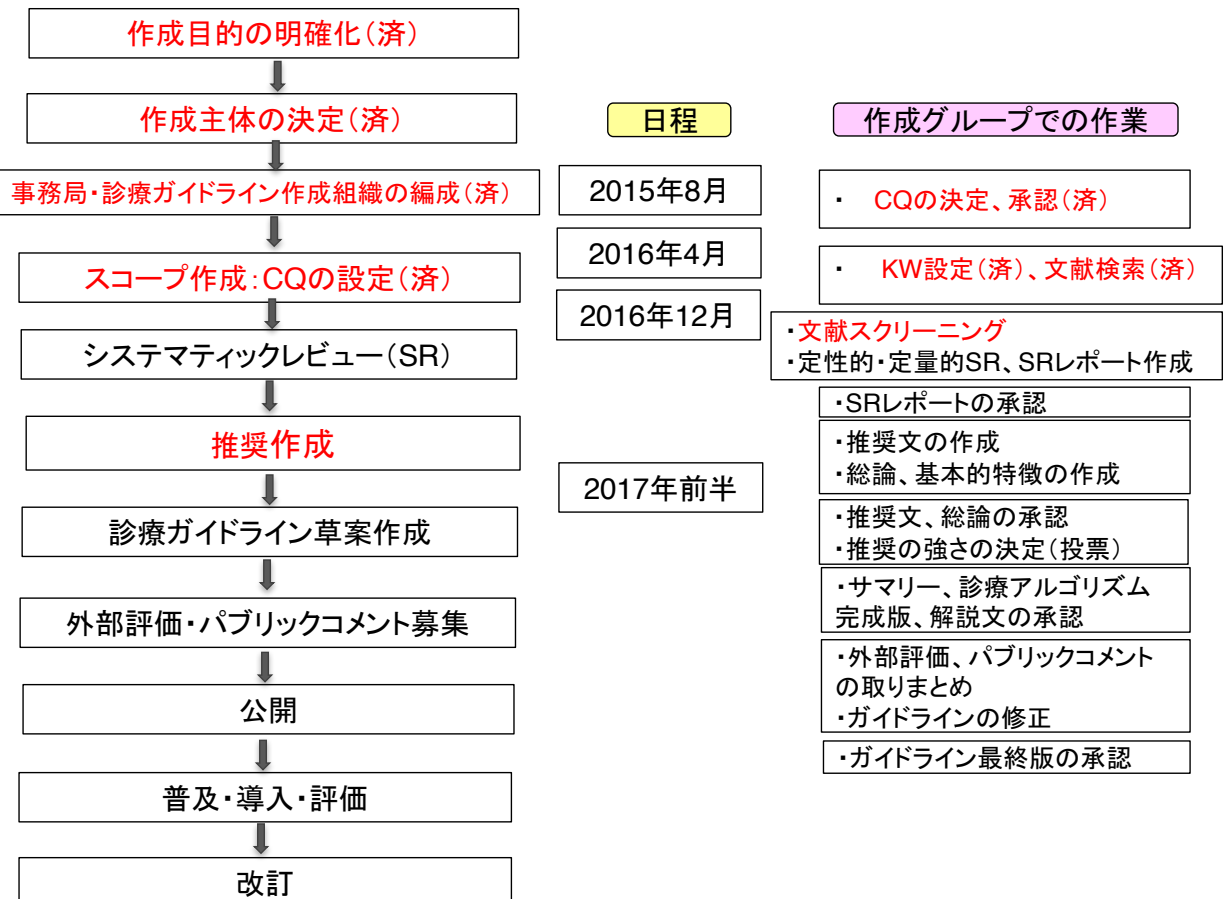 作成目的の明確化(済)
作成主体の決定(済)
事務局・診療ガイドライン作成組織の編成(済)
スコープ作成:CQの設定(済)
システマティックレビュー(SR)
推奨作成
診療ガイドライン草案作成
外部評価・パブリックコメント募集
公開
普及・導入・評価
改訂
日程
2015年8月
2016年4月
2016年12月
2017年前半
作成グループでの作業
・ CQの決定、承認(済)
・ KW設定(済)、文献検索(済)
・文献スクリーニング
・定性的・定量的SR、SRレポート作成
・SRレポートの承認
・推奨文の作成
・総論、基本的特徴の作成
・推奨文、総論の承認
・推奨の強さの決定(投票)
・サマリー、診療アルゴリズム
完成版、解説文の承認
・外部評価、パブリックコメント
の取りまとめ
・ガイドラインの修正
・ガイドライン最終版の承認